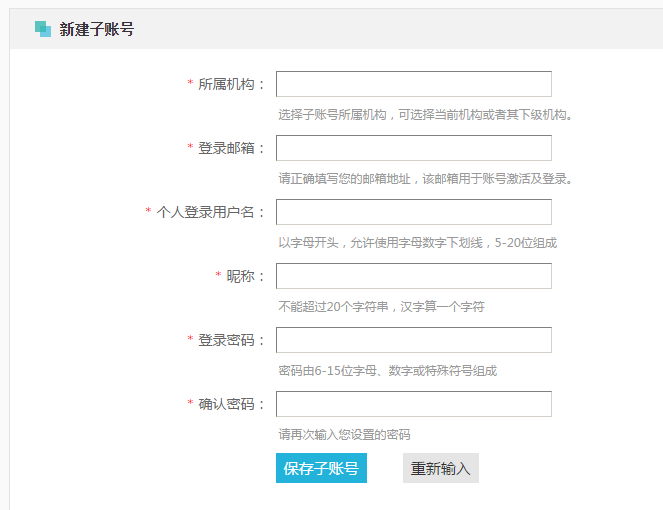 新建子账号
* 所属机构：
选择子账号所属机构，可选择当前机构或者其下级机构。
* 登录邮箱：
请正确填写您的邮箱地址，该邮箱用于账号激活及登录。
* 个人登录用户名：
以字母开头，允许使用字母数字下划线，5-20位组成
* 昵称：
不能超过20个字符串，汉字算一个字符
* 登录密码：
密码由6-15位字母、数字或特殊符号组成
* 确认密码：
请再次输入您设置的密码
保存子账号 重新输入